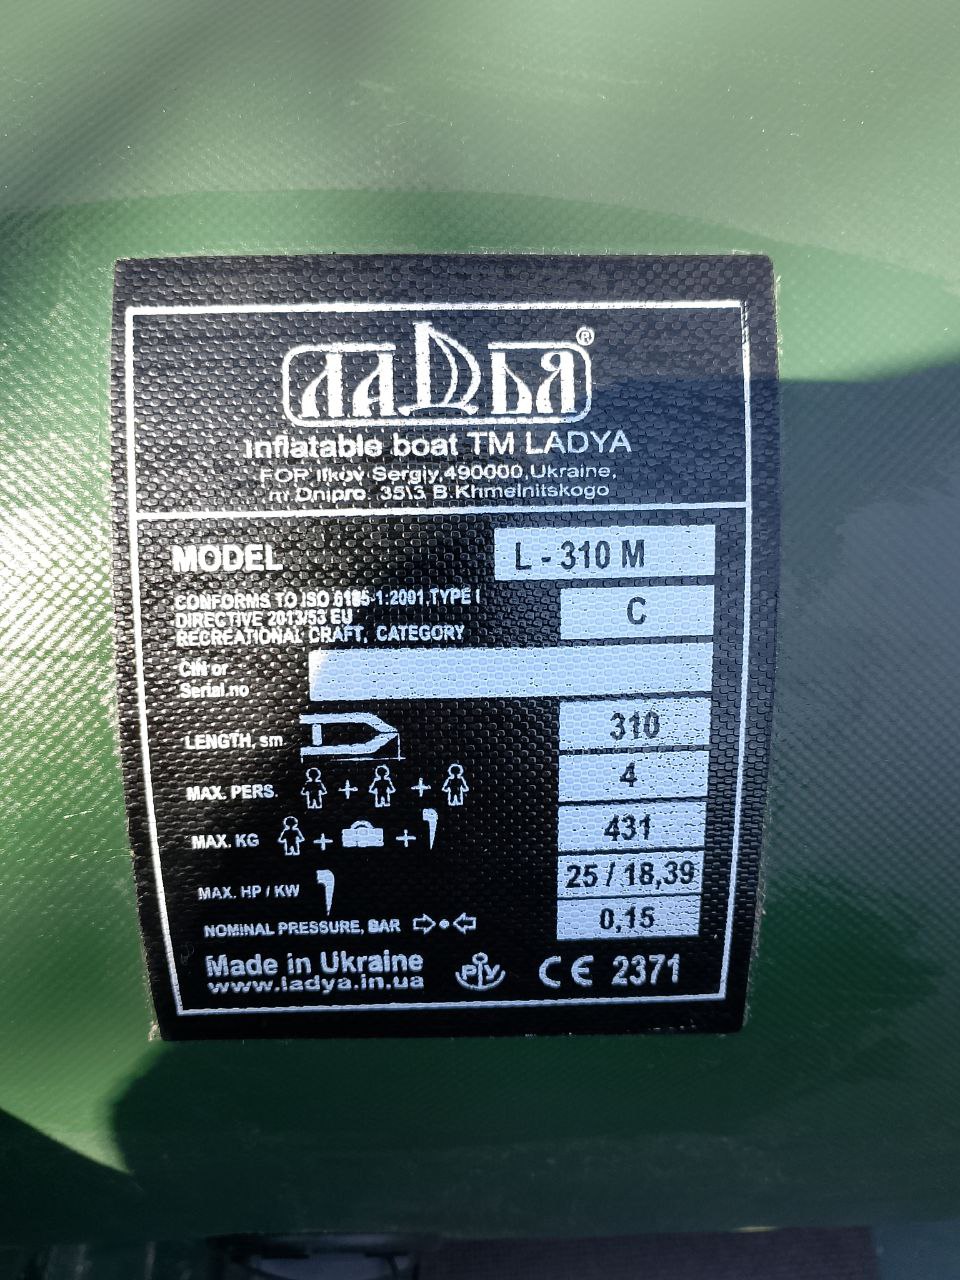 ЛАДЬЯ®
inflatable boat TM LADYA
FOP Ilkov Sergiy,490000,Ukraine,
m.Dnipro, 35\3 B.Khmelnitskogo
MODEL L - 310 M
CONFORMS TO ISO 6185-1:2001,TYPE I
DIRECTIVE 2013/53 EU
RECREATIONAL CRAFT, CATEGORY C
CIN or
Serial no
LENGTH, sm 310
MAX. PERS. + + 4
MAX. KG + + 431
MAX. HP / KW 25 / 18,39
NOMINAL PRESSURE, BAR 0,15
Made in Ukraine
www.ladya.in.ua
PIV
CE 2371